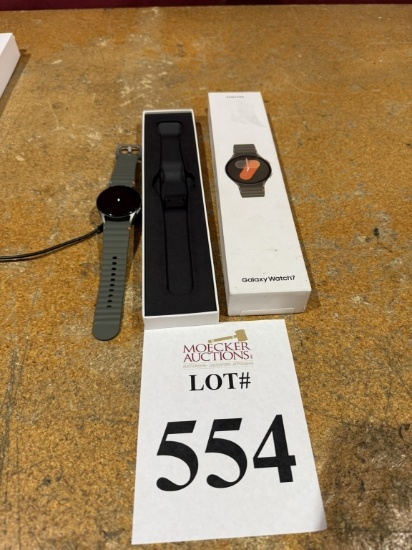 Galaxy Watch7
MOECKER
AUCTIONS
LOT#
554